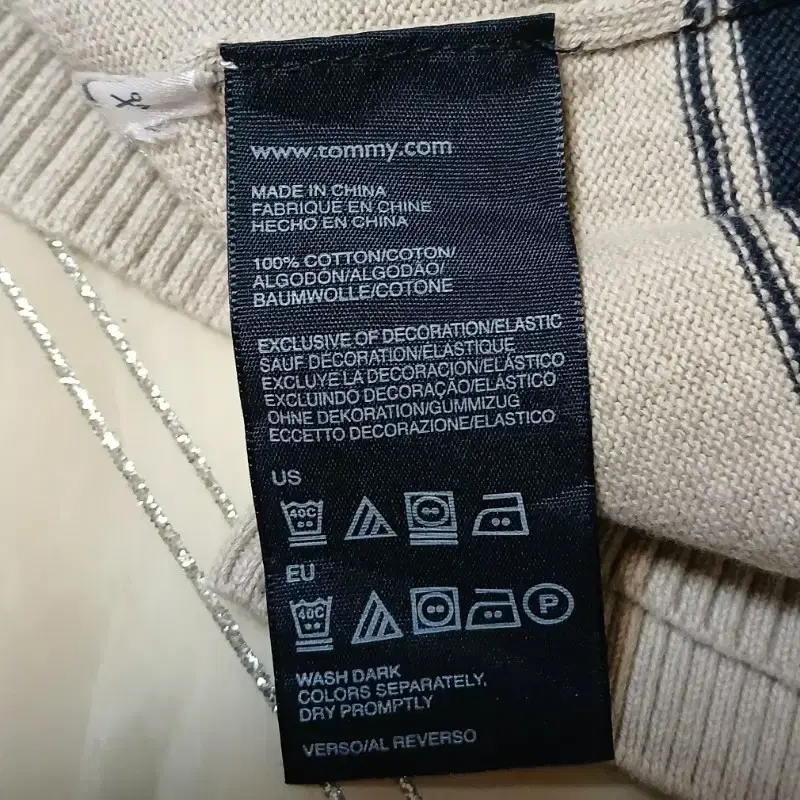 www.tommy.com
MADE IN CHINA
FABRIQUE EN CHINE
HECHO EN CHINA
100% COTTON/COTON/
ALGODÓN/ALGODÃO/
BAUMWOLLE/COTONE
EXCLUSIVE OF DECORATION/ELASTIC
SAUF DÉCORATION/ÉLASTIQUE
EXCLUYE LA DECORACIÓN/ELÁSTICO
EXCLUINDO DECORAÇÃO/ELÁSTICO
OHNE DEKORATION/GUMMIZUG
ECCETTO DECORAZIONE/ELASTICO
US
40C
EU
40C
P
WASH DARK
COLORS SEPARATELY,
DRY PROMPTLY
VERSO/AL REVERSO